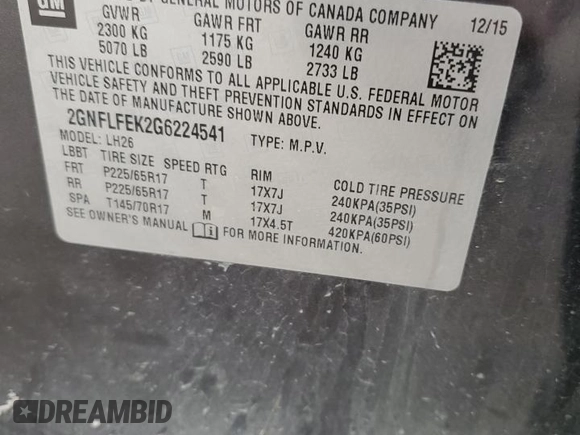 GM
BY GENERAL MOTORS OF CANADA COMPANY
GVWR GAWR FRT GAWR RR 12/15
2300 KG 1175 KG 1240 KG
5070 LB 2590 LB 2733 LB
THIS VEHICLE CONFORMS TO ALL APPLICABLE U.S. FEDERAL MOTOR
VEHICLE SAFETY AND THEFT PREVENTION STANDARDS IN EFFECT ON
THE DATE OF MANUFACTURE SHOWN ABOVE.
2GNFLFEK2G6224541 TYPE: M.P.V.
MODEL: LH26
LBBT TIRE SIZE SPEED RTG RIM COLD TIRE PRESSURE
FRT P225/65R17 T 17X7J 240KPA(35PSI)
RR P225/65R17 T 17X7J 240KPA(35PSI)
SPA T145/70R17 M 17X4.5T 420KPA(60PSI)
SEE OWNER'S MANUAL FOR MORE INFORMATION.
DREAMBID